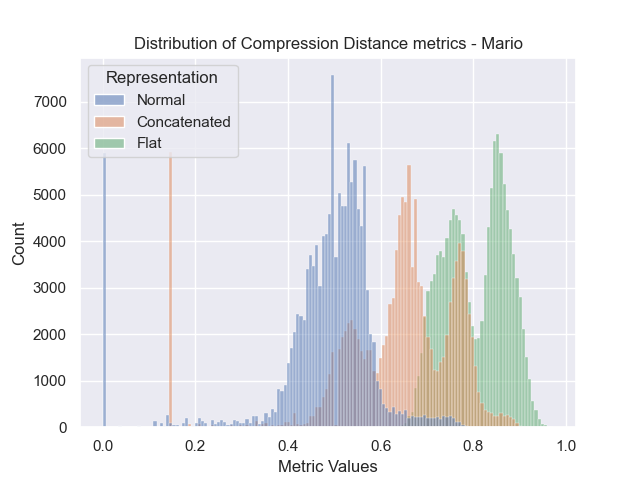 Distribution of Compression Distance metrics - Mario
Representation
Normal
Concatenated
Flat
7000
6000
5000
4000
3000
2000
1000
0
Count
0.0 0.2 0.4 0.6 0.8 1.0
Metric Values